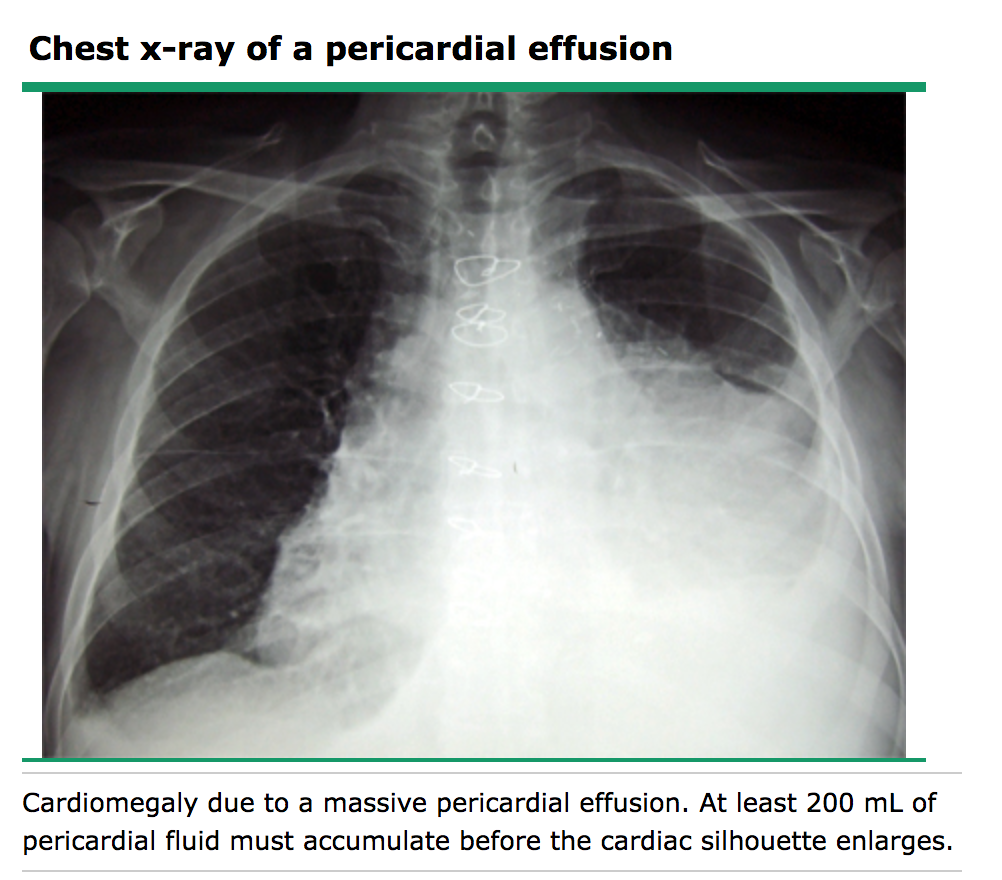 Chest x-ray of a pericardial effusion
Cardiomegaly due to a massive pericardial effusion. At least 200 mL of
pericardial fluid must accumulate before the cardiac silhouette enlarges.